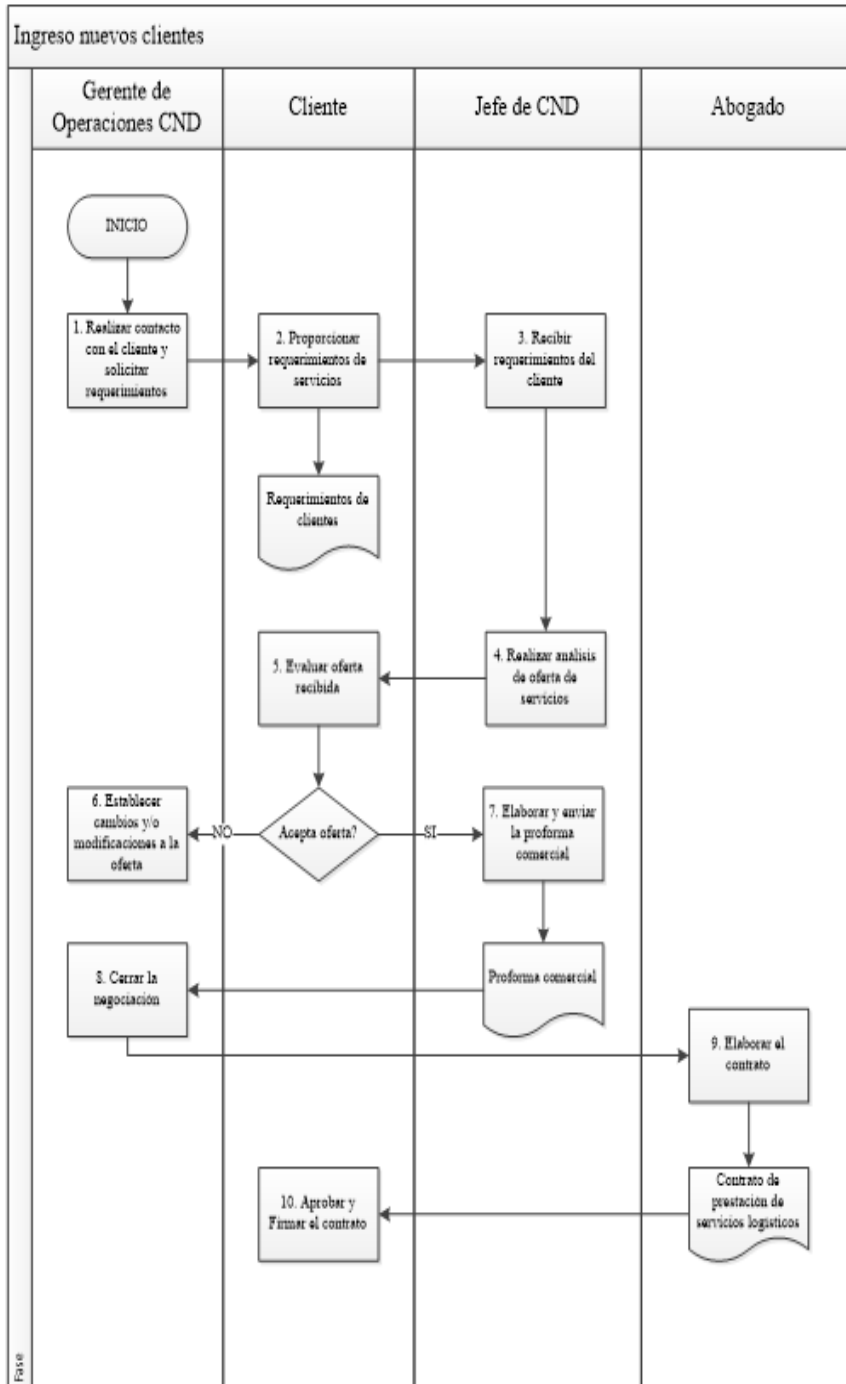 Ingreso nuevos clientes
Gerente de
Operaciones CND
Cliente
Jefe de CND
Abogado
INICIO
1. Realizar contacto
con el cliente y
solicitar
requerimientos
2. Proporcionar
requerimientos de
servicios
3. Recibir
requerimientos del
cliente
Requerimientos de
clientes
4. Realizar análisis
de oferta de
servicios
5. Evaluar oferta
recibida
Acepta oferta?
NO
SI
6. Establecer
cambios y/o
modificaciones a la
oferta
7. Elaborar y enviar
la proforma
comercial
Proforma comercial
8. Cerrar la
negociación
9. Elaborar el
contrato
Contrato de
prestación de
servicios logísticos
10. Aprobar y
Firmar el contrato
Fase